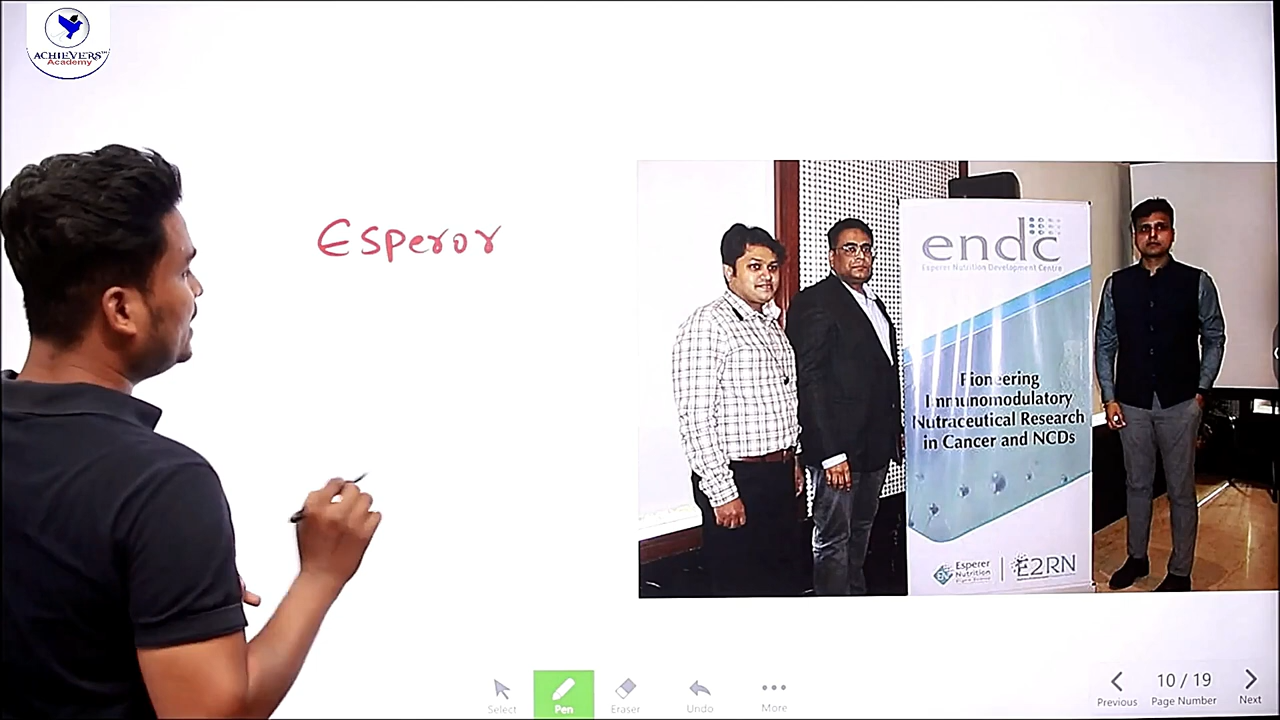 ACHIEVERS™
Academy
Esperor
endc
Esperer Nutrition Development Centre
Pioneering
Immunomodulatory
Nutraceutical Research
in Cancer and NCDs
Esperer
Nutrition
E2RN
Select
Pen
Eraser
Undo
More
Previous
10 / 19
Page Number
Next